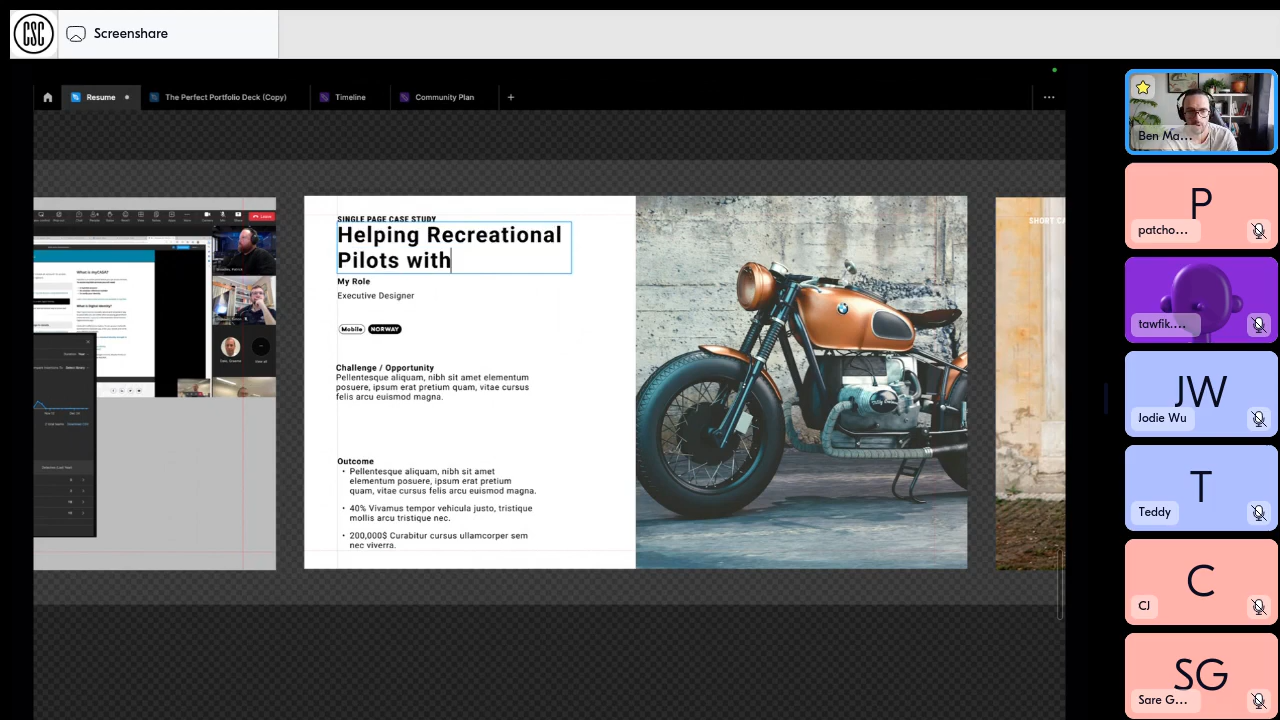 CSC
Screenshare
Resume
The Perfect Portfolio Deck (Copy)
Timeline
Community Plan
SINGLE PAGE CASE STUDY
Helping Recreational
Pilots with
My Role
Executive Designer
Mobile NORWAY
Challenge / Opportunity
Pellentesque aliquam, nibh sit amet elementum
posuere, ipsum erat pretium quam, vitae cursus
felis arcu euismod magna.
Outcome
• Pellentesque aliquam, nibh sit amet
elementum posuere, ipsum erat pretium
quam, vitae cursus felis arcu euismod magna.
• 40% Vivamus tempor vehicula justo, tristique
mollis arcu tristique nec.
• 200,000$ Curabitur cursus ullamcorper sem
nec viverra.
SHORT CA
Ben Ma...
P
patcho...
tawfik....
JW
Jodie Wu
T
Teddy
C
CJ
SG
Sare G...